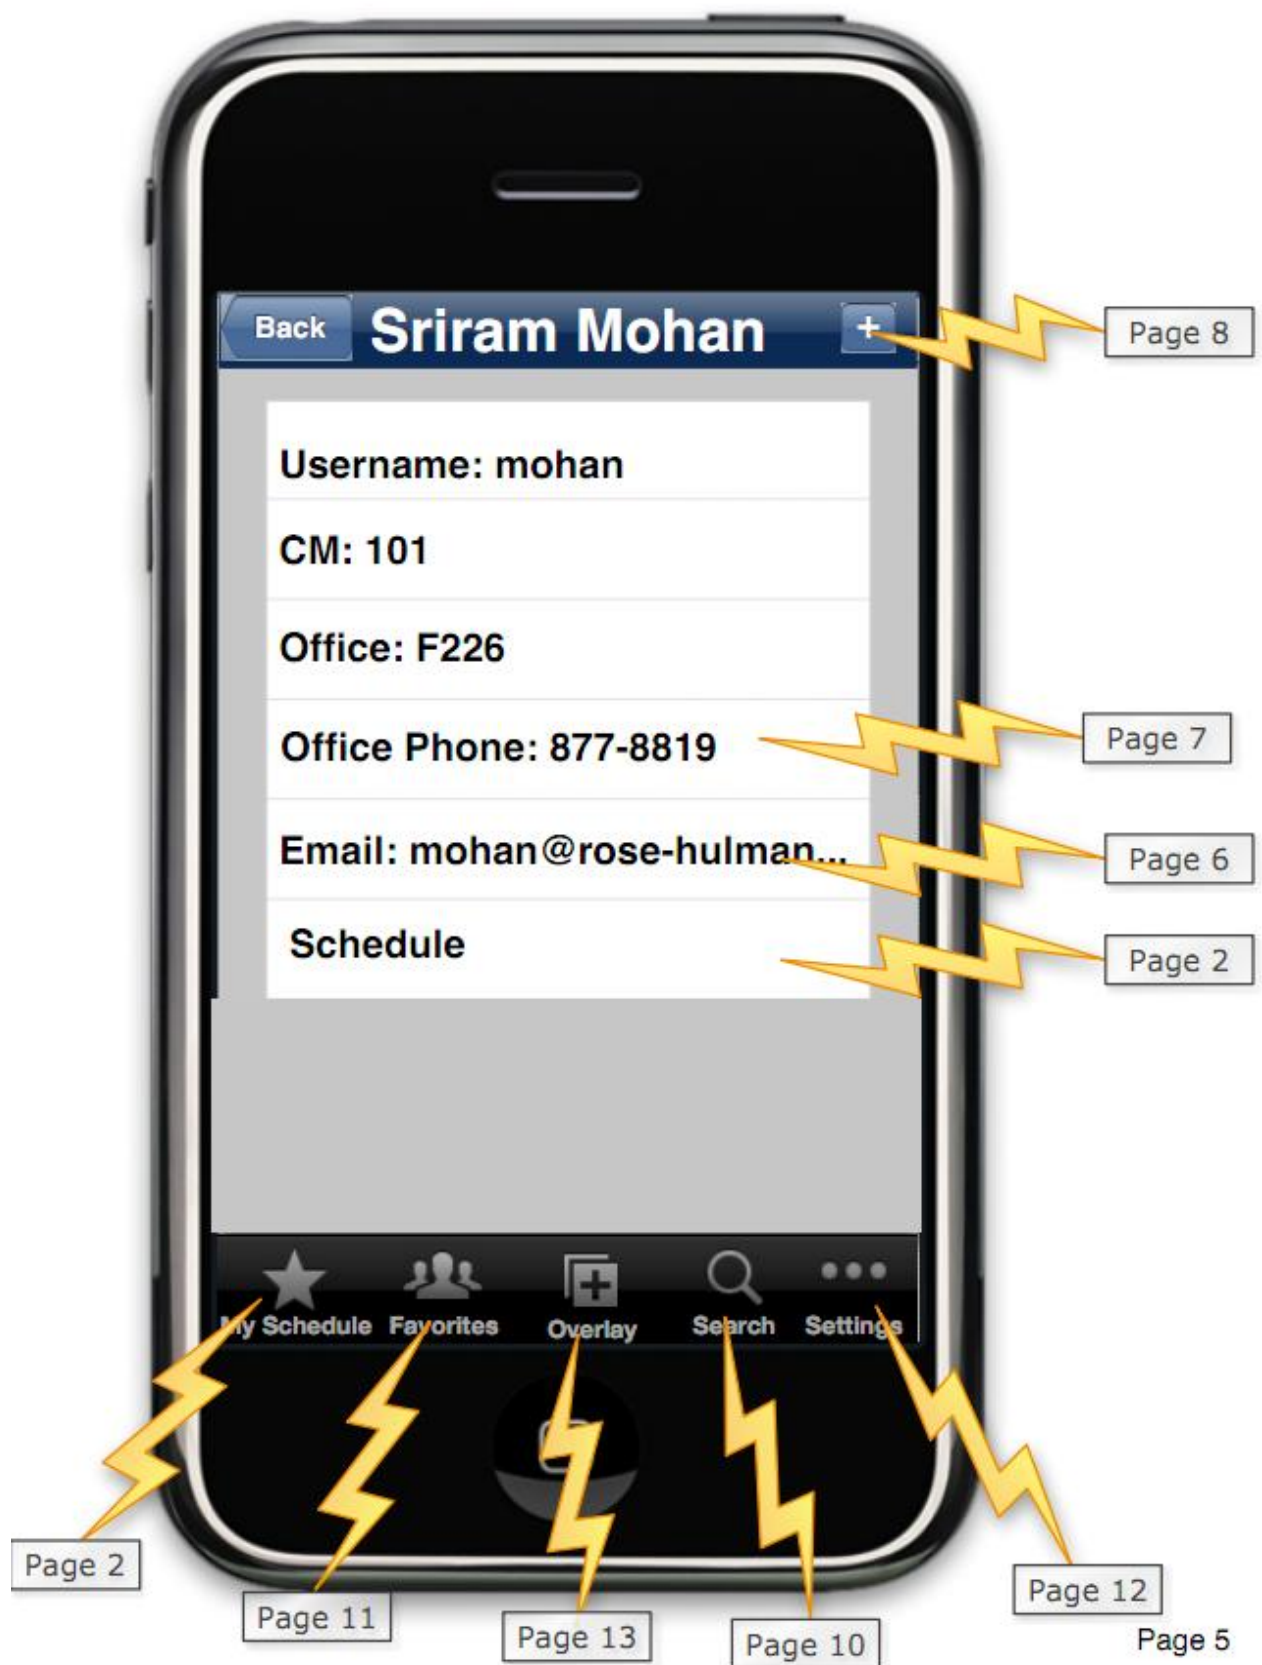 Back Sriram Mohan +
Page 8
Username: mohan
CM: 101
Office: F226
Office Phone: 877-8819
Page 7
Email: mohan@rose-hulman...
Page 6
Schedule
Page 2
My Schedule Favorites Overlay Search Settings
Page 2
Page 11
Page 13
Page 10
Page 12
Page 5